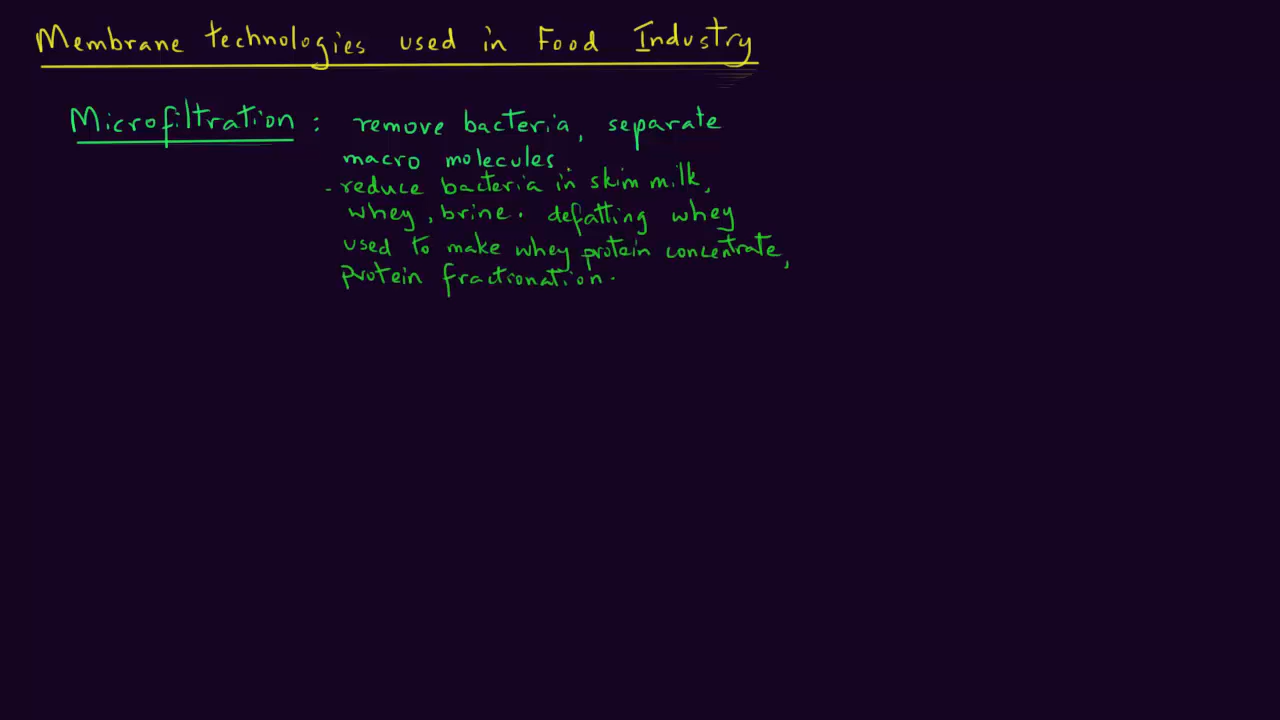 Membrane technologies used in Food Industry
Microfiltration : remove bacteria, separate
macro molecules.
- reduce bacteria in skim milk,
whey, brine. defatting whey
used to make whey protein concentrate,
protein fractionation.